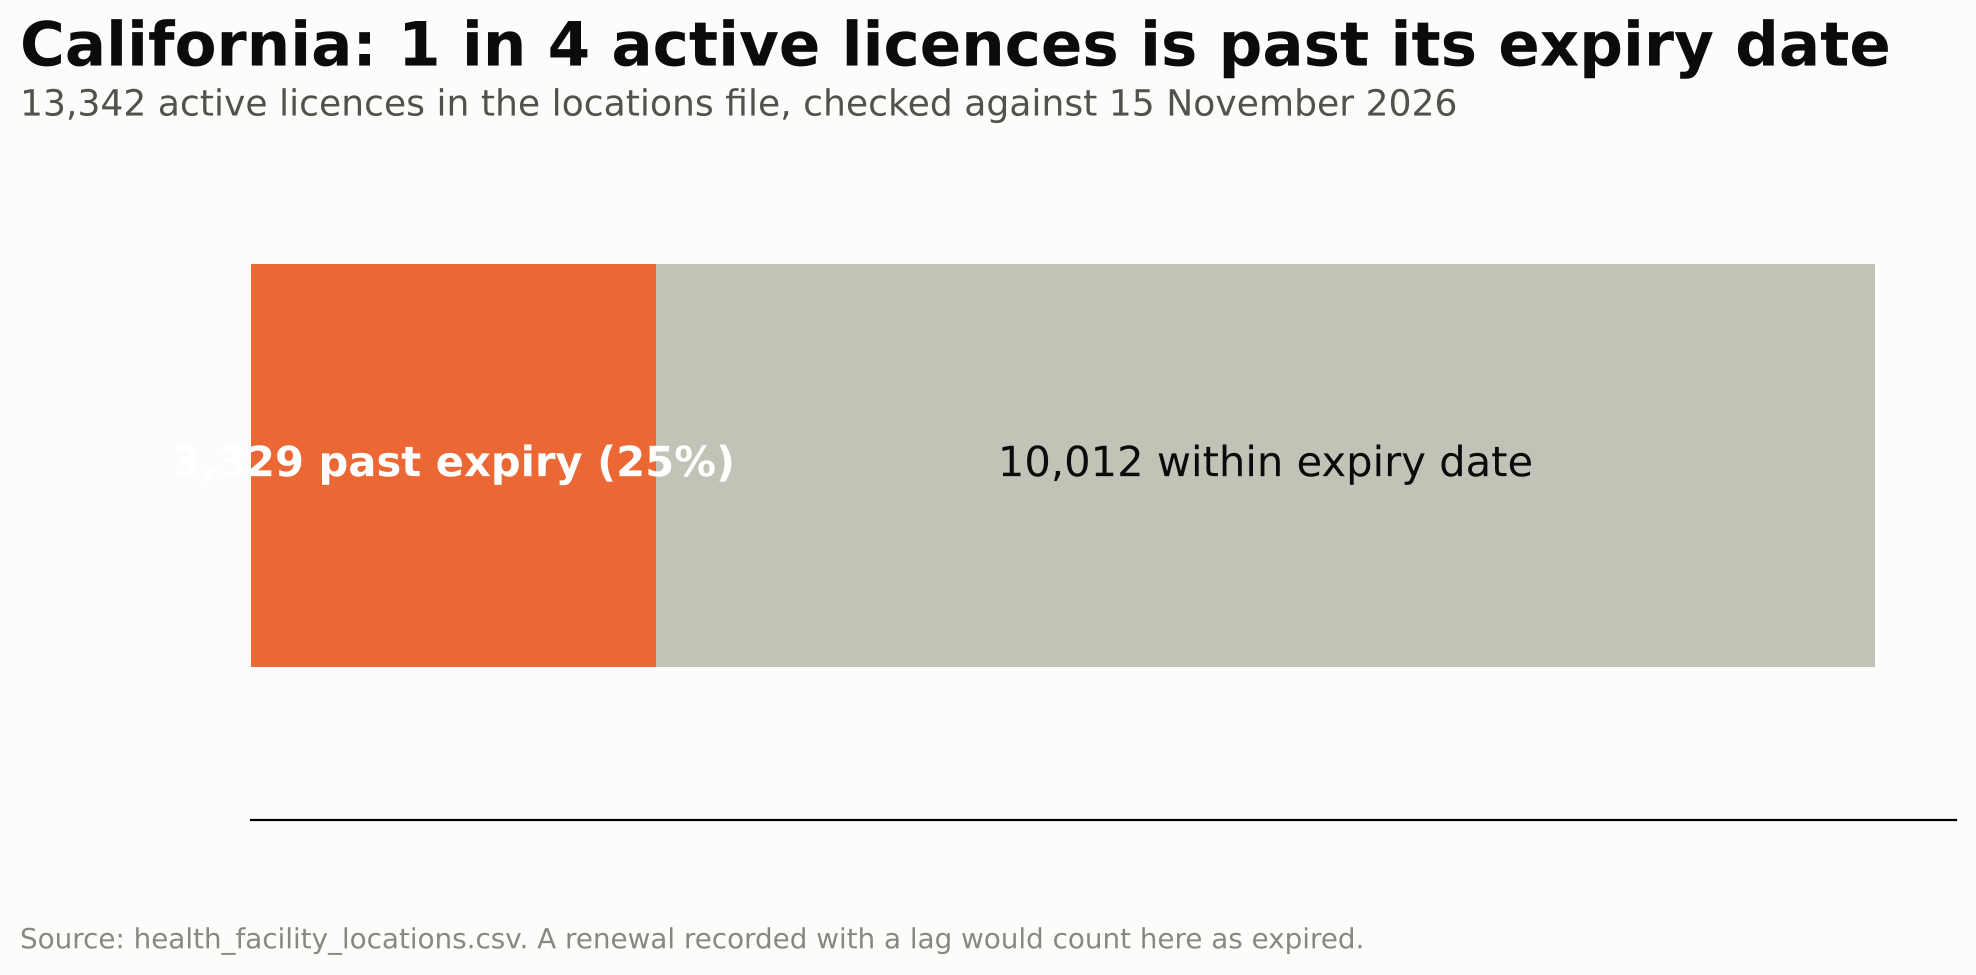 California: 1 in 4 active licences is past its expiry date
13,342 active licences in the locations file, checked against 15 November 2026
3,329 past expiry (25%)
10,012 within expiry date
Source: health_facility_locations.csv. A renewal recorded with a lag would count here as expired.